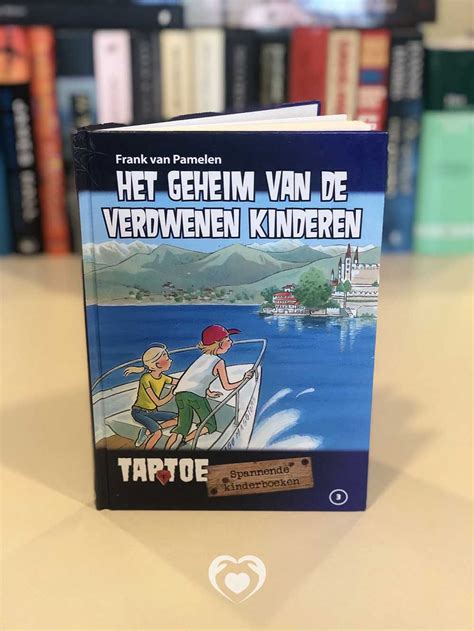 Frank van Pamelen
HET GEHEIM VAN DE
VERDWENEN KINDEREN
TAPTOE
Spannende
kinderboeken
3